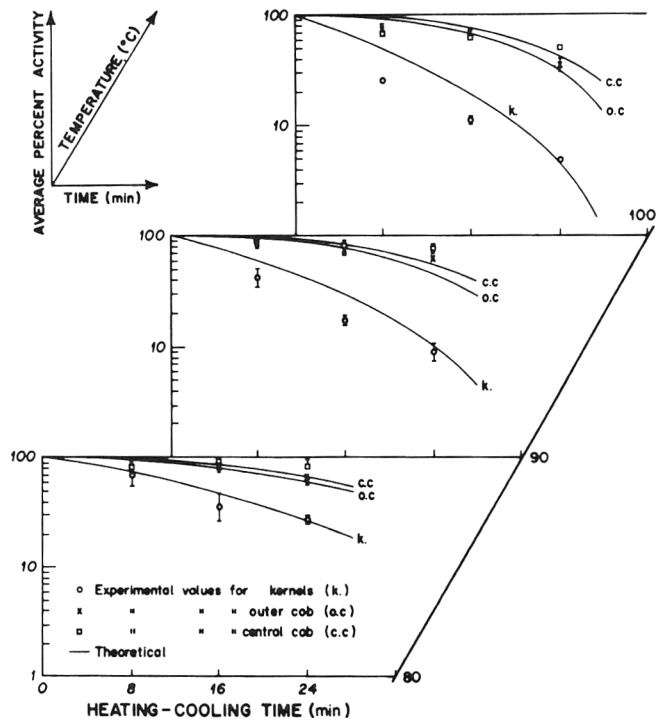 AVERAGE PERCENT ACTIVITY
TEMPERATURE (°C)
TIME (min)
100
10
c.c
o.c
k.
100
100
10
c.c
o.c
k.
90
100
10
1
c.c
o.c
k.
o Experimental values for kernels (k.)
x " " " outer cob (o.c)
□ " " " central cob (c.c)
— Theoretical
80
0 8 16 24
HEATING-COOLING TIME (min)